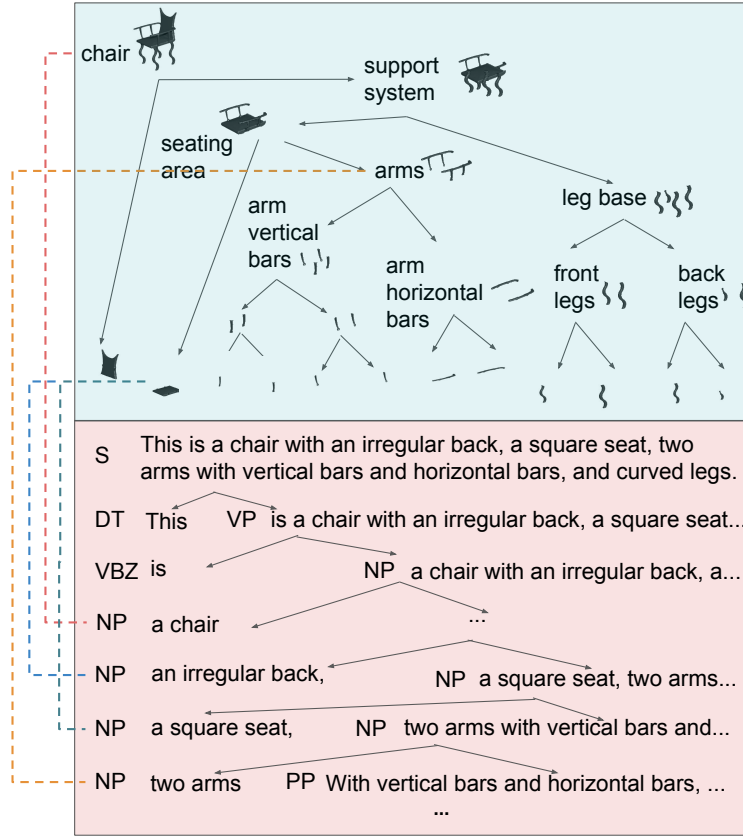 chair
support
system
seating
area
arms
leg base
arm
vertical
bars
arm
horizontal
bars
front
legs
back
legs
S This is a chair with an irregular back, a square seat, two
arms with vertical bars and horizontal bars, and curved legs.
DT This VP is a chair with an irregular back, a square seat...
VBZ is NP a chair with an irregular back, a...
NP a chair ...
NP an irregular back, NP a square seat, two arms...
NP a square seat, NP two arms with vertical bars and...
NP two arms PP With vertical bars and horizontal bars, ...
...